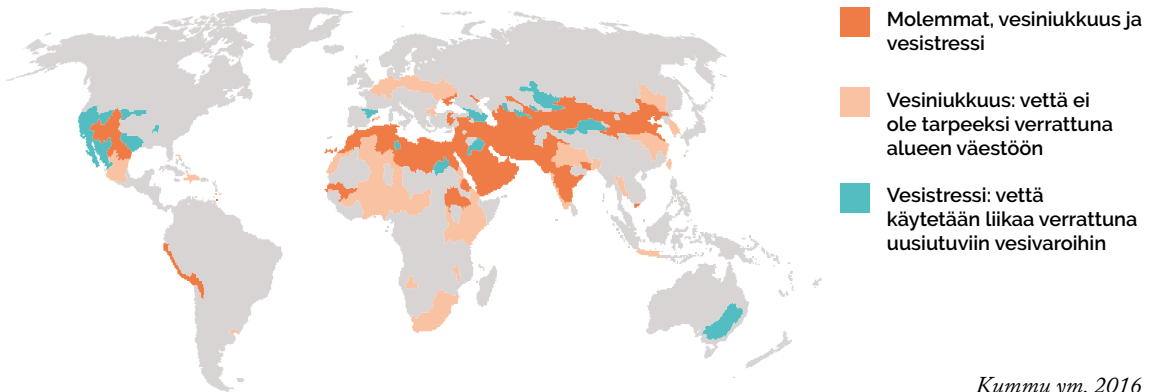 Molemmat, vesiniukkuus ja
vesistressi
Vesiniukkuus: vettä ei
ole tarpeeksi verrattuna
alueen väestöön
Vesistressi: vettä
käytetään liikaa verrattuna
uusiutuviin vesivaroihin
Kummu ym. 2016